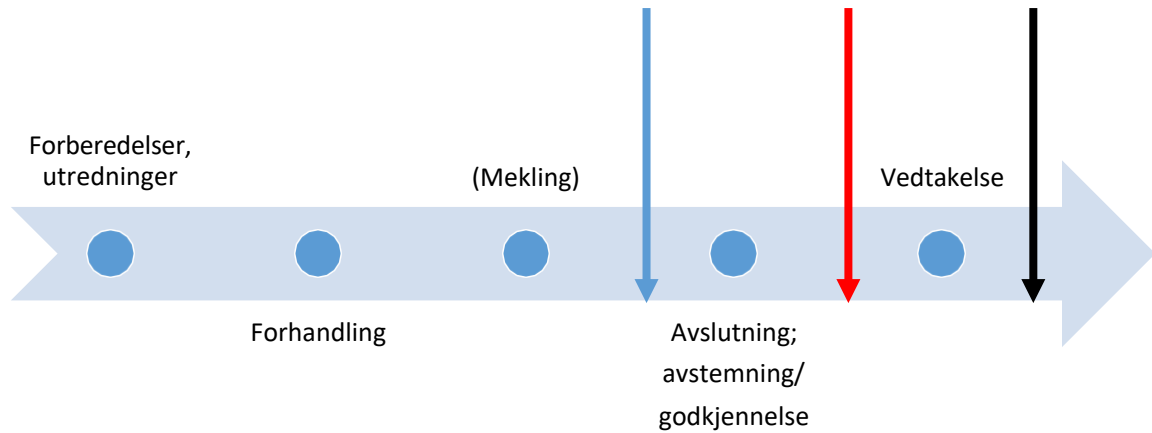 Forberedelser,
utredninger
Forhandling
(Mekling)
Avslutning;
avstemning/
godkjennelse
Vedtakelse